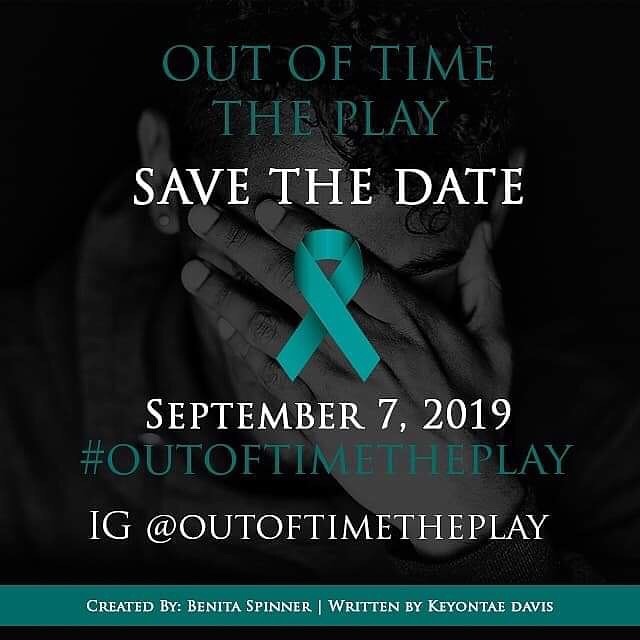 OUT OF TIME
THE PLAY
SAVE THE DATE
SEPTEMBER 7, 2019
#OUTOFTIMETHEPLAY
IG @OUTOFTIMETHEPLAY
CREATED BY: BENITA SPINNER | WRITTEN BY KEYONTAE DAVIS